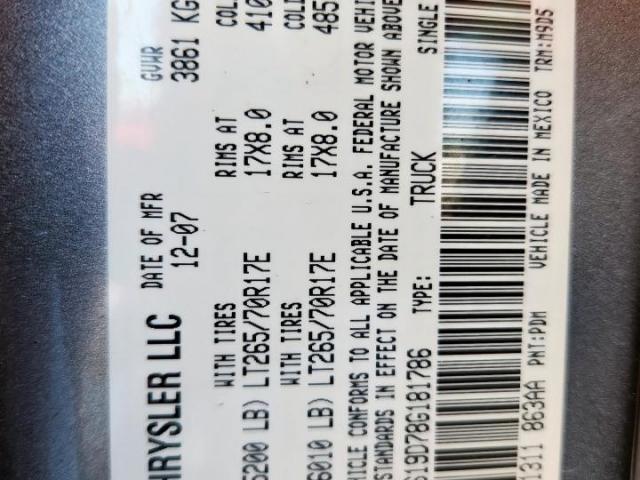 HRYSLER LLC DATE OF MFR GVWR
12-07 3861 KG
WITH TIRES RIMS AT COL
5200 LB) LT265/70R17E 17X8.0 410
WITH TIRES RIMS AT COLD
6010 LB) LT265/70R17E 17X8.0 485
HICLE CONFORMS TO ALL APPLICABLE U.S.A. FEDERAL MOTOR VEHIC
STANDARDS IN EFFECT ON THE DATE OF MANUFACTURE SHOWN ABOVE
S19D78G181786 TYPE: TRUCK SINGLE
1311 863AA PNT:PDM VEHICLE MADE IN MEXICO TRM:M9D5